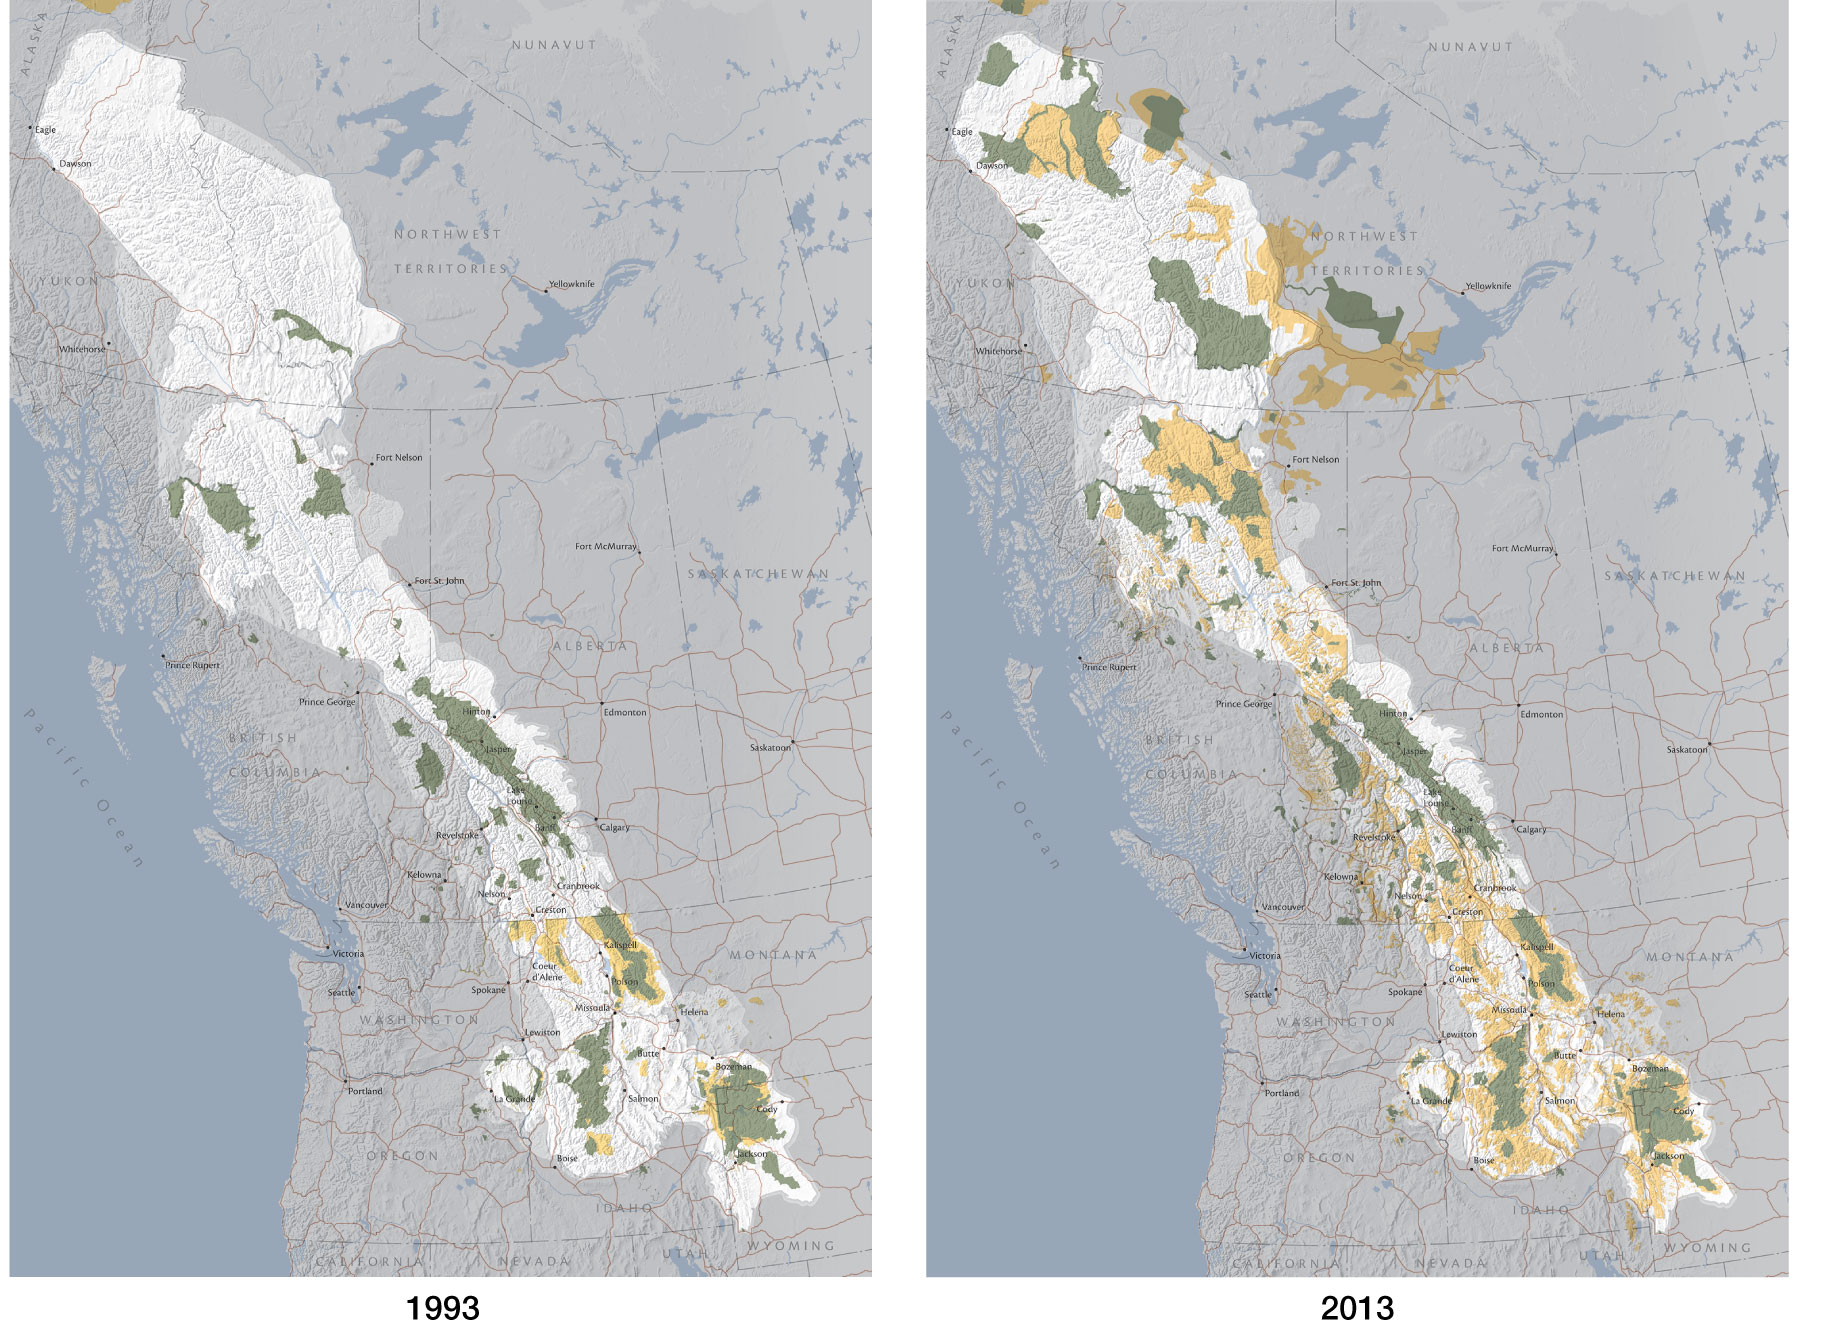 ALASKA
NUNAVUT
Eagle
Dawson
NORTHWEST
TERRITORIES
YUKON
Yellowknife
Whitehorse
Fort Nelson
Fort McMurray
SASKATCHEWAN
Fort St. John
ALBERTA
Prince Rupert
Prince George
Hinton
Edmonton
Pacific Ocean
BRITISH
COLUMBIA
Jasper
Saskatoon
Lake
Louise
Banff
Calgary
Revelstoke
Kelowna
Cranbrook
Nelson
Creston
Vancouver
Kalispell
Victoria
MONTANA
Coeur
d'Alene
Polson
Spokane
Seattle
Missoula
Helena
WASHINGTON
Lewiston
Butte
Bozeman
Portland
La Grande
Salmon
Cody
OREGON
Boise
Jackson
IDAHO
WYOMING
UTAH
CALIFORNIA
NEVADA
1993
ALASKA
NUNAVUT
Eagle
Dawson
NORTHWEST
TERRITORIES
YUKON
Yellowknife
Whitehorse
Fort Nelson
Fort McMurray
SASKATCHEWAN
Fort St. John
ALBERTA
Prince Rupert
Prince George
Hinton
Edmonton
Pacific Ocean
BRITISH
COLUMBIA
Jasper
Saskatoon
Lake
Louise
Banff
Calgary
Revelstoke
Kelowna
Cranbrook
Nelson
Creston
Vancouver
Kalispell
Victoria
MONTANA
Coeur
d'Alene
Polson
Spokane
Seattle
Missoula
Helena
WASHINGTON
Lewiston
Butte
Bozeman
Portland
La Grande
Salmon
Cody
OREGON
Boise
Jackson
IDAHO
WYOMING
UTAH
CALIFORNIA
NEVADA
2013